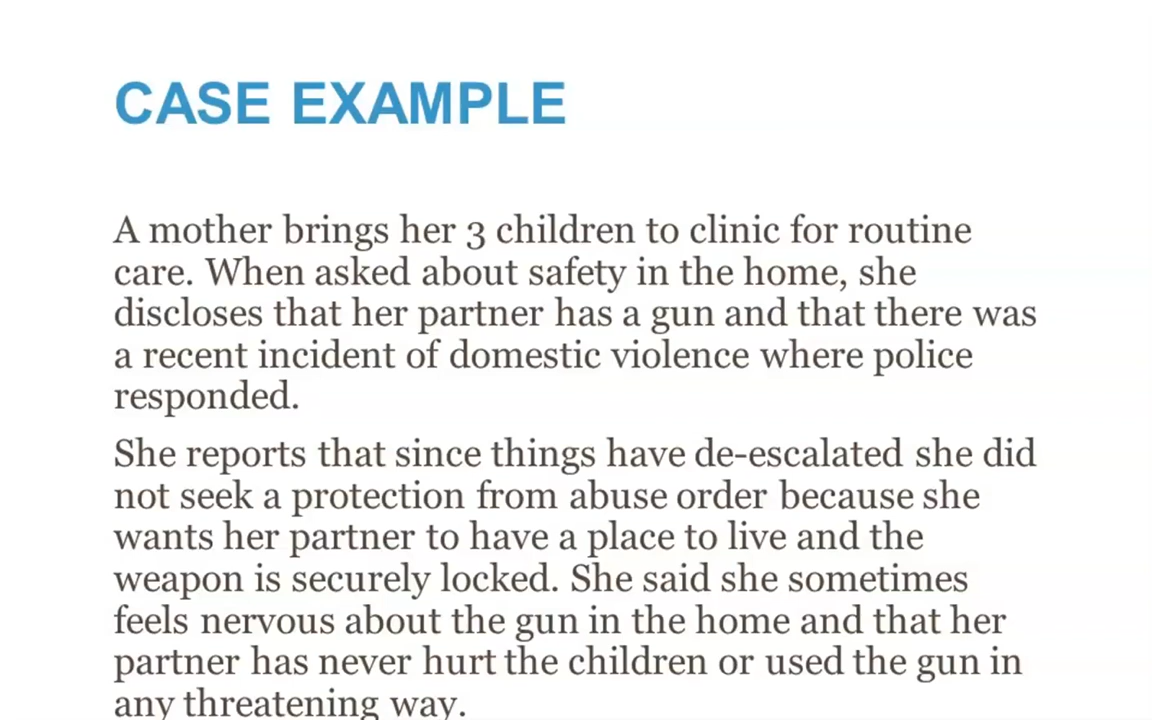 CASE EXAMPLE
A mother brings her 3 children to clinic for routine
care. When asked about safety in the home, she
discloses that her partner has a gun and that there was
a recent incident of domestic violence where police
responded.
She reports that since things have de-escalated she did
not seek a protection from abuse order because she
wants her partner to have a place to live and the
weapon is securely locked. She said she sometimes
feels nervous about the gun in the home and that her
partner has never hurt the children or used the gun in
any threatening way.